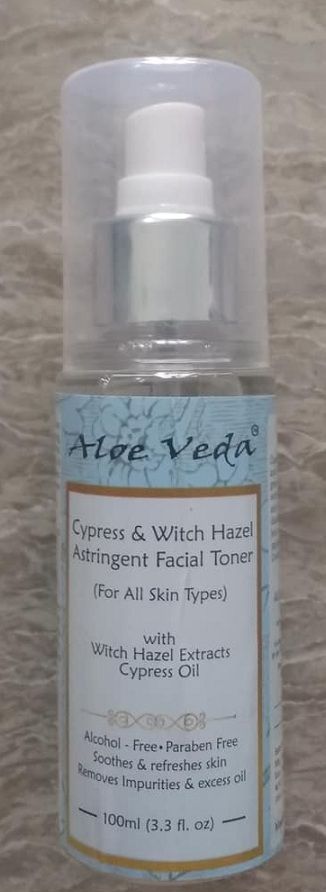 Aloe Veda®
Cypress & Witch Hazel
Astringent Facial Toner
(For All Skin Types)
with
Witch Hazel Extracts
Cypress Oil
Alcohol - Free • Paraben Free
Soothes & refreshes skin
Removes Impurities & excess oil
100ml (3.3 fl. oz)